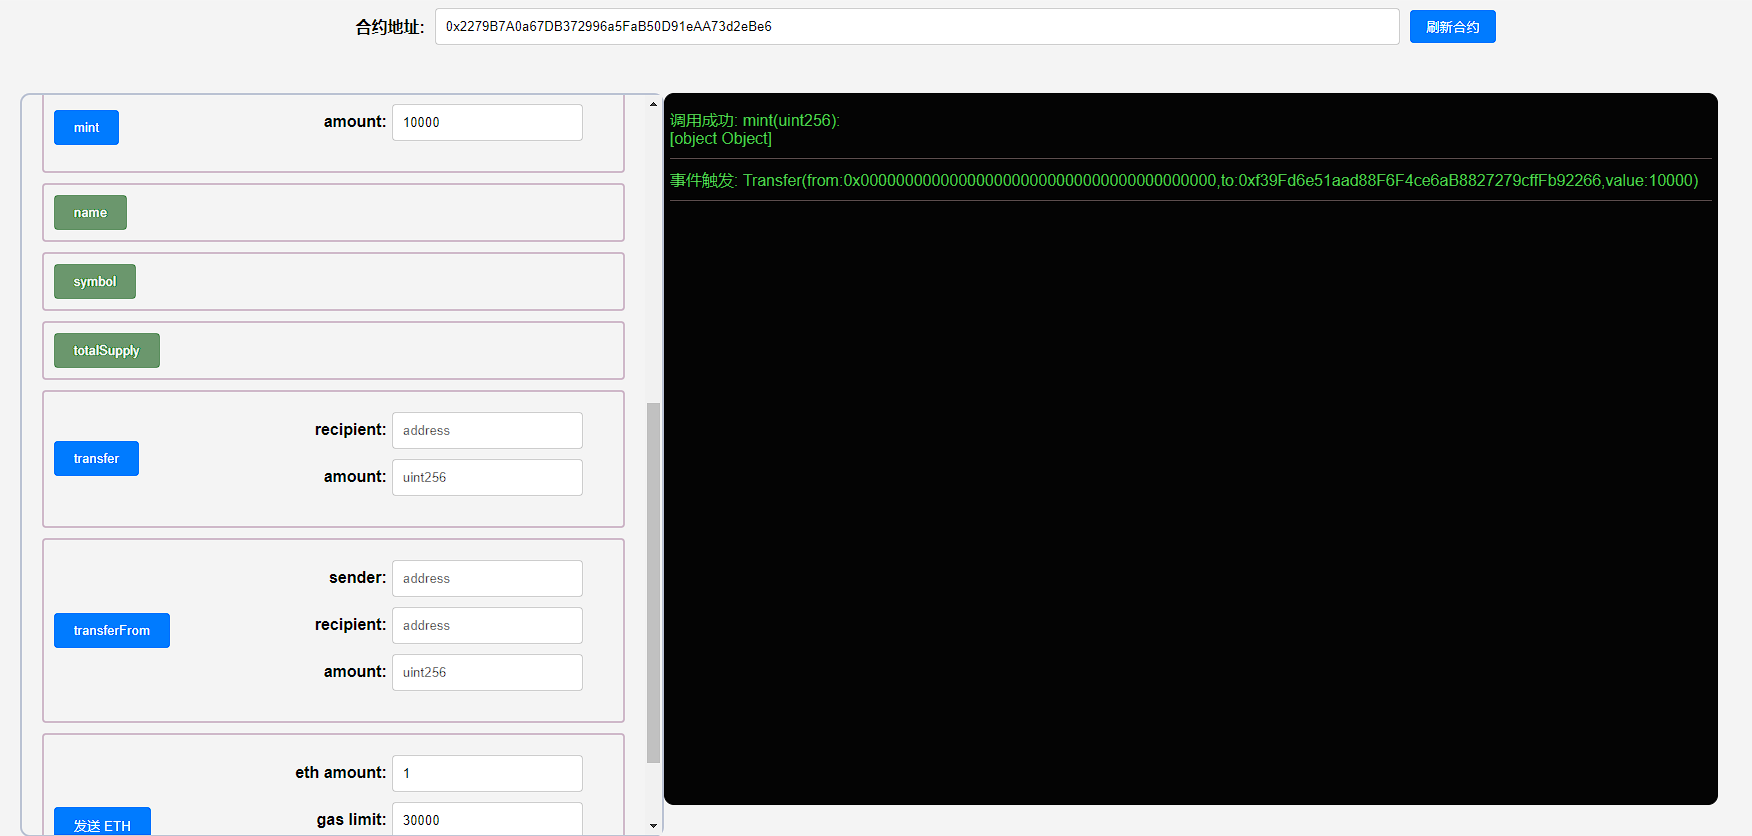 合约地址: 0x2279B7A0a67DB372996a5FaB50D91eAA73d2eBe6 刷新合约
mint amount: 10000
name
symbol
totalSupply
recipient: address
transfer
amount: uint256
sender: address
recipient: address
transferFrom
amount: uint256
eth amount: 1
gas limit: 30000
发送 ETH
调用成功: mint(uint256):
[object Object]
事件触发: Transfer(from:0x0000000000000000000000000000000000000000,to:0xf39Fd6e51aad88F6F4ce6aB8827279cffFb92266,value:10000)